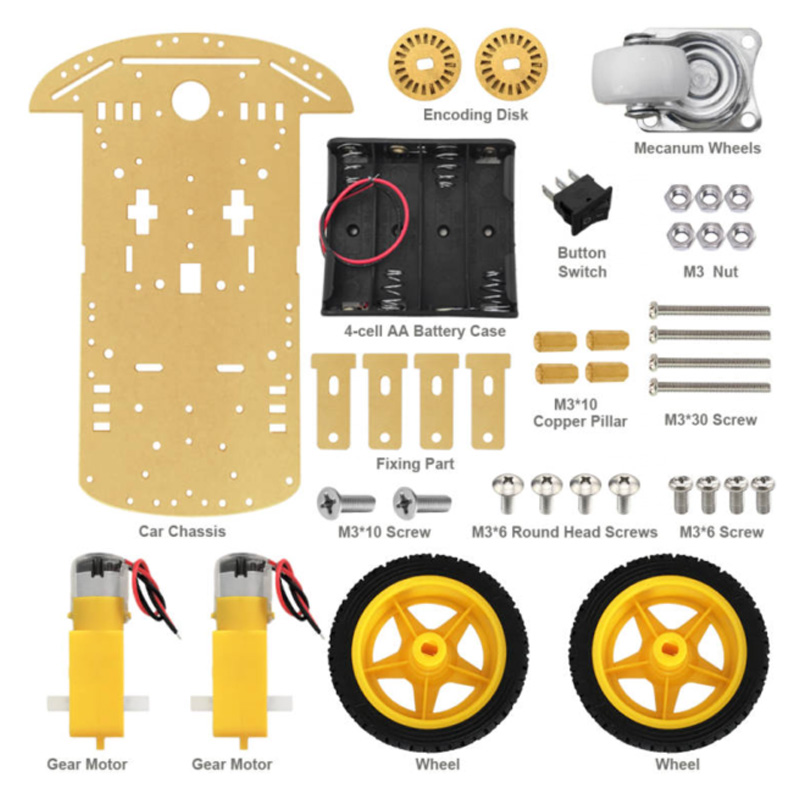 Encoding Disk
Mecanum Wheels
Button
Switch
M3 Nut
4-cell AA Battery Case
M3*10
Copper Pillar
M3*30 Screw
Fixing Part
Car Chassis
M3*10 Screw
M3*6 Round Head Screws
M3*6 Screw
Gear Motor
Gear Motor
Wheel
Wheel